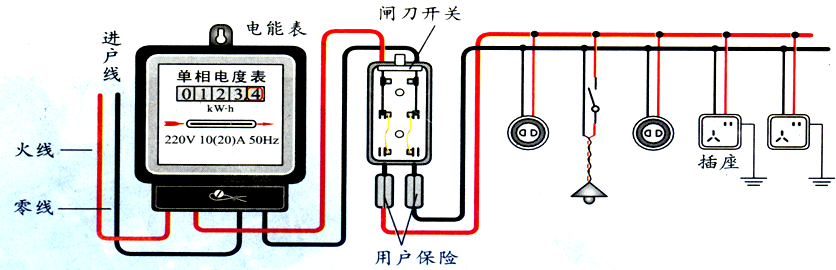 进户线
电能表
闸刀开关
单相电度表
01234
kW·h
220V 10(20)A 50Hz
火线
零线
用户保险
插座